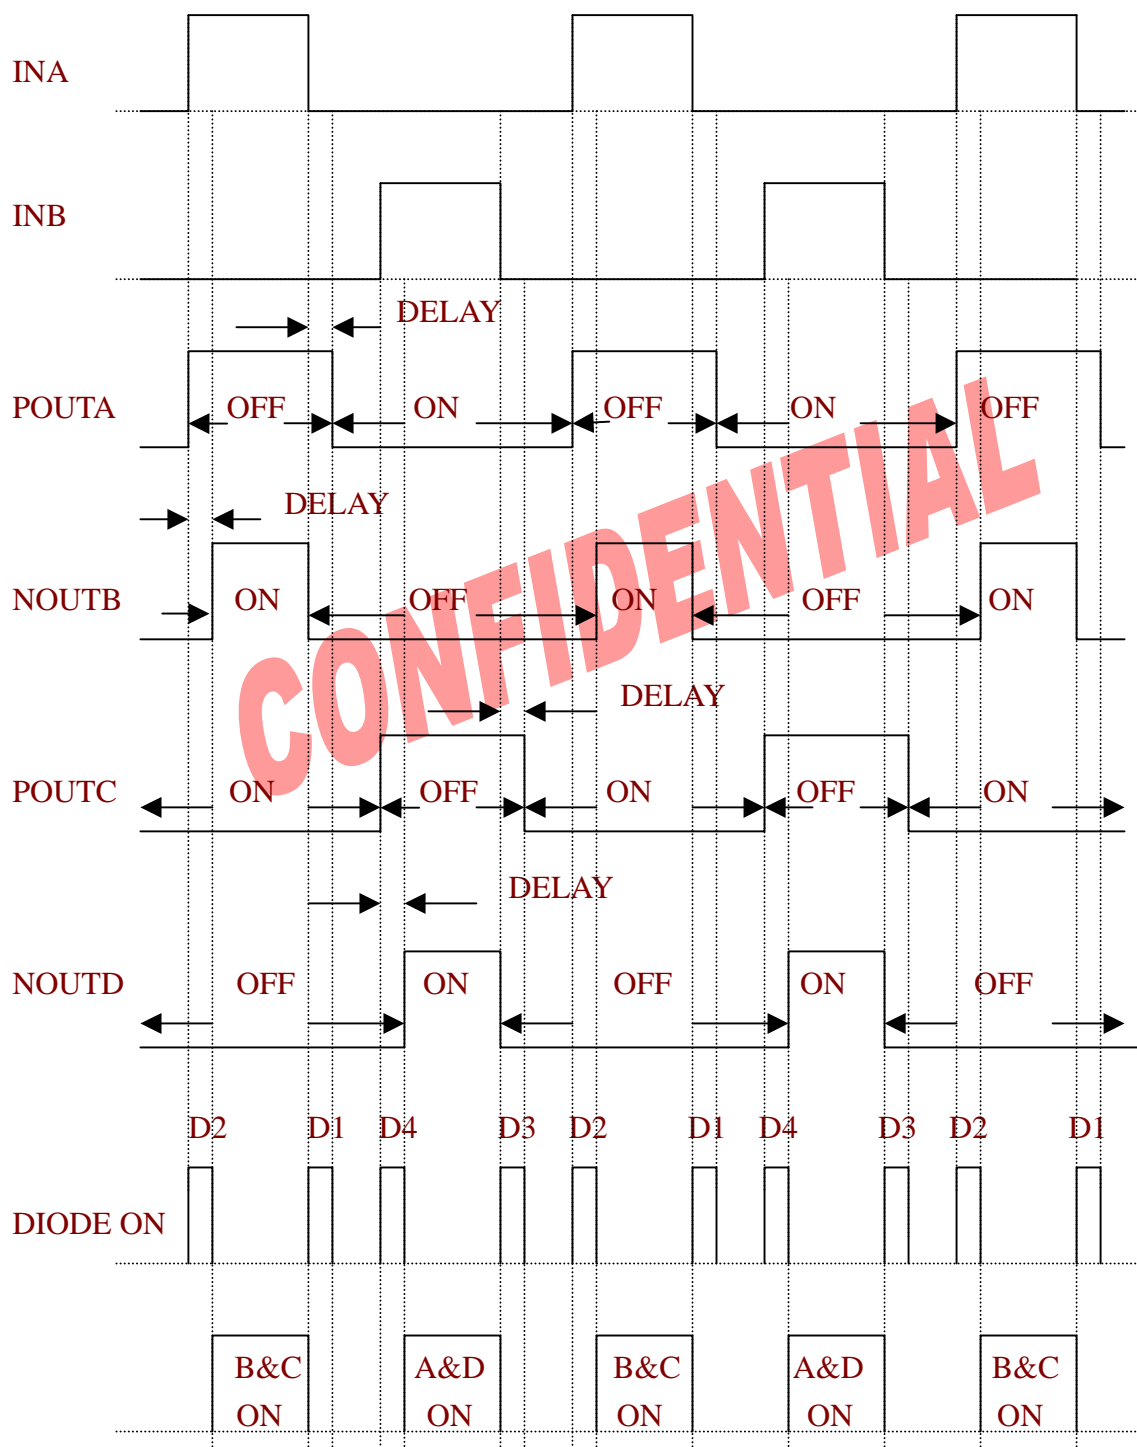 INA
INB
DELAY
POUTA OFF ON OFF ON OFF
DELAY
NOUTB ON OFF ON OFF ON
DELAY
POUTC ON OFF ON OFF ON
DELAY
NOUTD OFF ON OFF ON OFF
D2 D1 D4 D3 D2 D1 D4 D3 D2 D1
DIODE ON
B&C A&D B&C A&D B&C
ON ON ON ON ON
CONFIDENTIAL